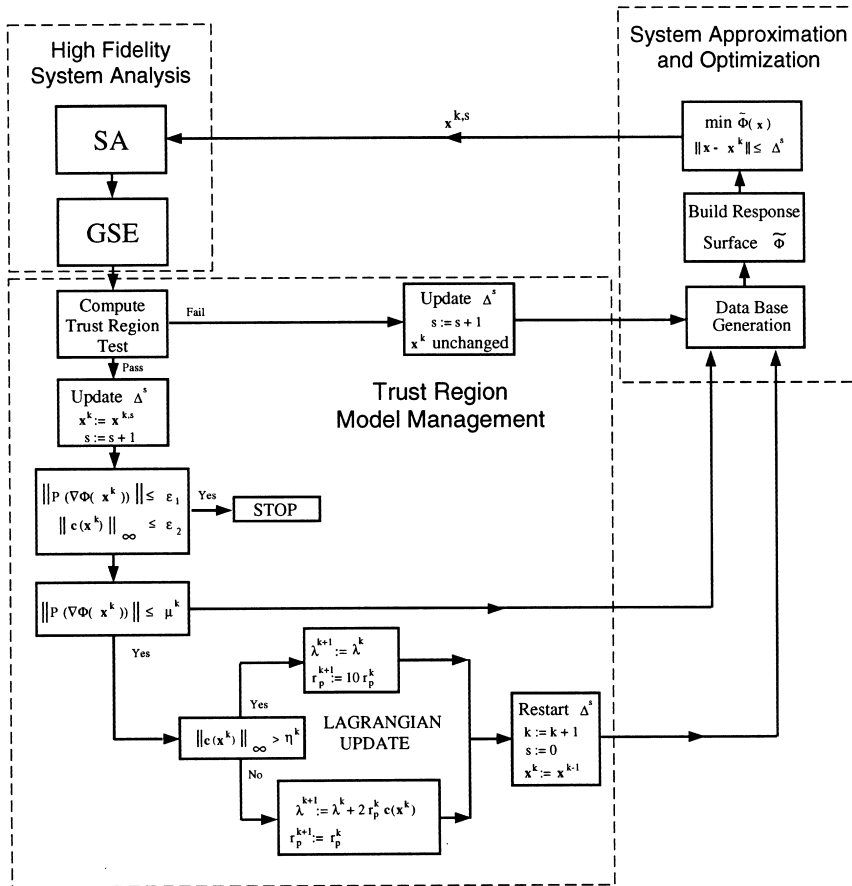 High Fidelity
System Analysis
SA
GSE
System Approximation
and Optimization
x^{k,s}
min Φ̃(x)
||x - x^k|| ≤ Δ^s
Build Response
Surface Φ̃
Data Base
Generation
Compute
Trust Region
Test
Fail
Update Δ^s
s := s + 1
x^k unchanged
Pass
Update Δ^s
x^k := x^{k,s}
s := s + 1
Trust Region
Model Management
||P (∇Φ( x^k )) || ≤ ε_1
|| c(x^k) ||_∞ ≤ ε_2
Yes
STOP
||P (∇Φ( x^k )) || ≤ μ^k
Yes
λ^{k+1} := λ^k
r_p^{k+1} := 10 r_p^k
Yes
||c(x^k) ||_∞ > η^k
LAGRANGIAN
UPDATE
No
λ^{k+1} := λ^k + 2 r_p^k c(x^k)
r_p^{k+1} := r_p^k
Restart Δ^s
k := k + 1
s := 0
x^k := x^{k-1}